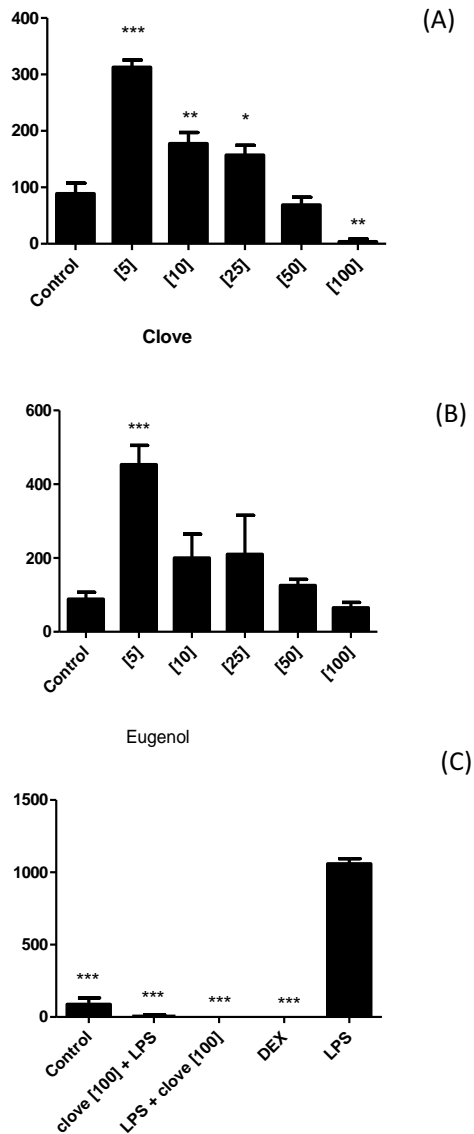 (A)
400
***
300
200
**
*
100
**
0
Control
[5]
[10]
[25]
[50]
[100]
Clove
(B)
600
***
400
200
0
Control
[5]
[10]
[25]
[50]
[100]
Eugenol
(C)
1500
1000
500
***
***
***
***
0
Control
clove [100] + LPS
LPS + clove [100]
DEX
LPS